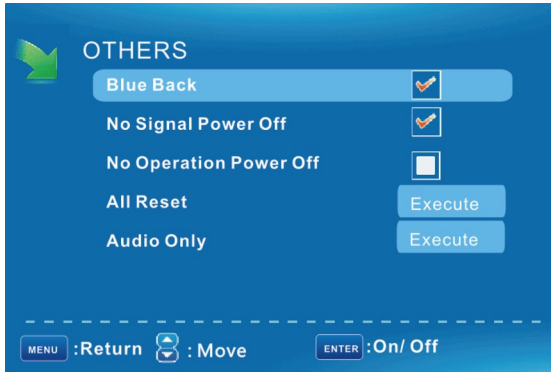 OTHERS
Blue Back
No Signal Power Off
No Operation Power Off
All Reset Execute
Audio Only Execute
MENU :Return : Move ENTER :On/ Off